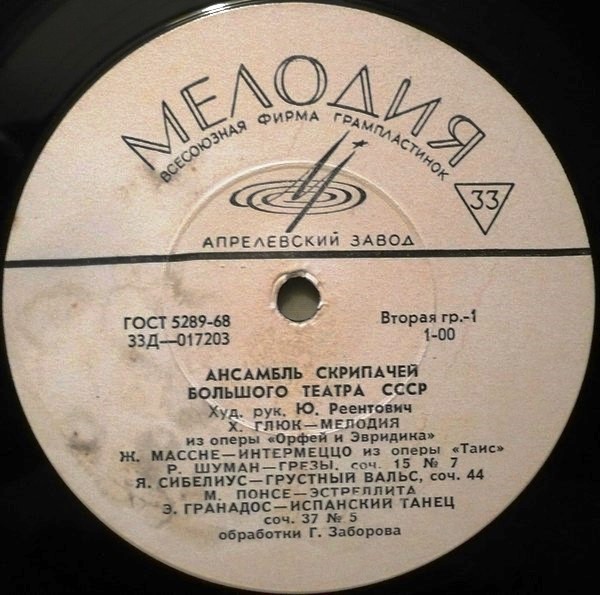 МЕЛОДИЯ
ВСЕСОЮЗНАЯ ФИРМА ГРАМПЛАСТИНОК
33
АПРЕЛЕВСКИЙ ЗАВОД
ГОСТ 5289-68
Вторая гр.-1
33Д—017203
1-00
АНСАМБЛЬ СКРИПАЧЕЙ
БОЛЬШОГО ТЕАТРА СССР
Худ. рук. Ю. Реентович
Х. ГЛЮК—МЕЛОДИЯ
из оперы «Орфей и Эвридика»
Ж. МАССНЕ—ИНТЕРМЕЦЦО из оперы «Таис»
Р. ШУМАН—ГРЕЗЫ, соч. 15 № 7
Я. СИБЕЛИУС—ГРУСТНЫЙ ВАЛЬС, соч. 44
М. ПОНСЕ—ЭСТРЕЛЛИТА
Э. ГРАНАДОС—ИСПАНСКИЙ ТАНЕЦ
соч. 37 № 5
обработки Г. Заборова